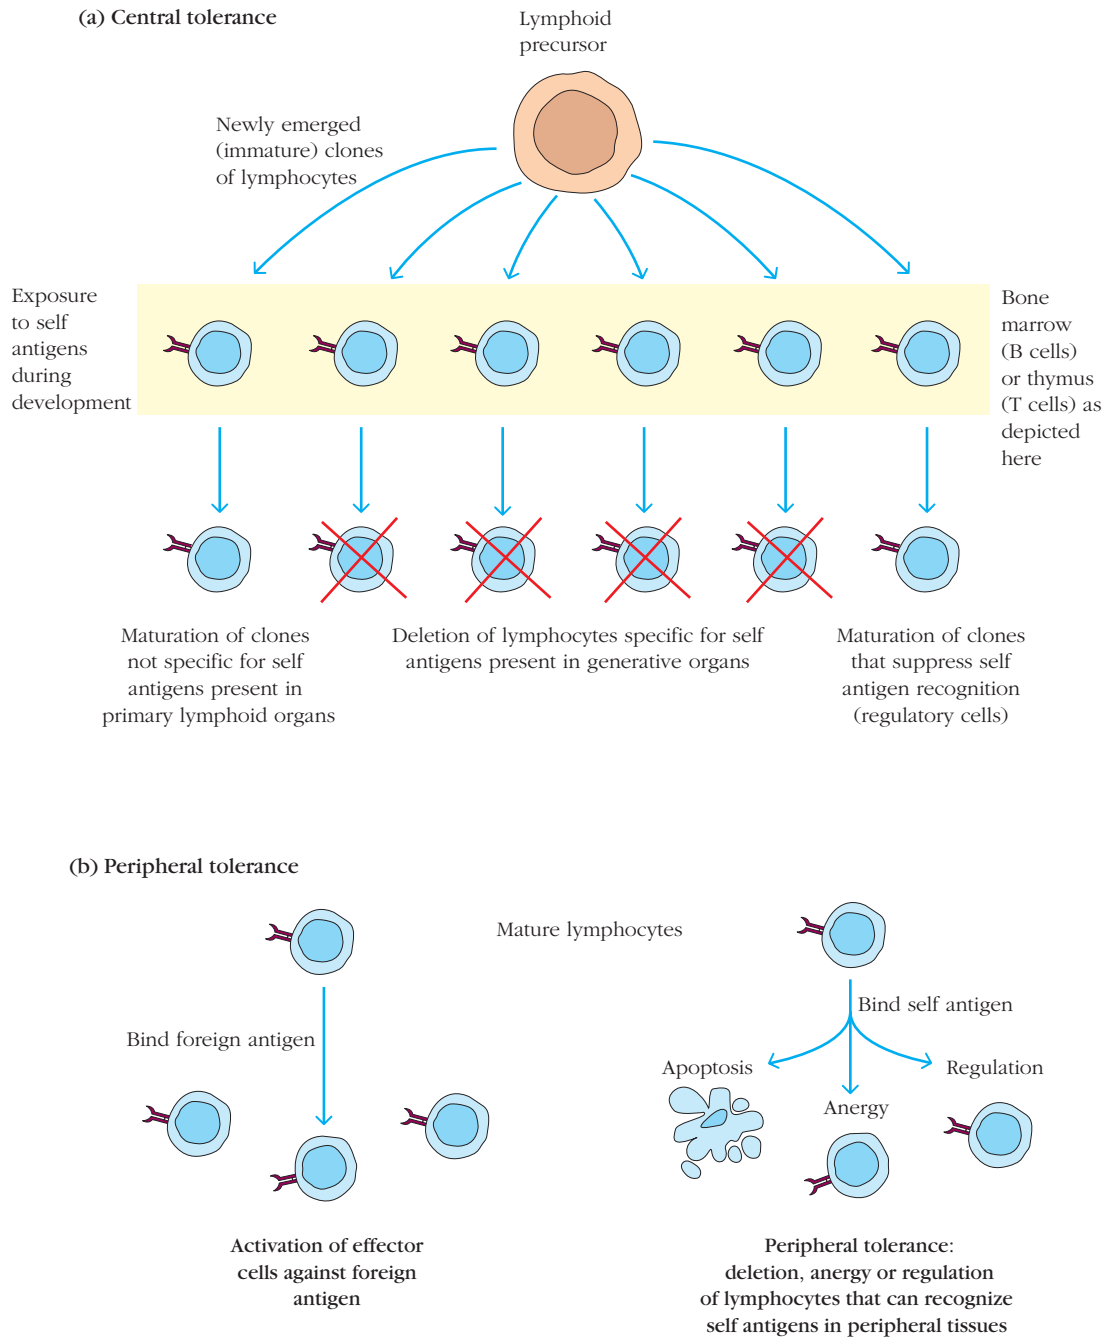 (a) Central tolerance
Lymphoid
precursor
Newly emerged
(immature) clones
of lymphocytes
Exposure
to self
antigens
during
development
Bone
marrow
(B cells)
or thymus
(T cells) as
depicted
here
Maturation of clones
not specific for self
antigens present in
primary lymphoid organs
Deletion of lymphocytes specific for self
antigens present in generative organs
Maturation of clones
that suppress self
antigen recognition
(regulatory cells)
(b) Peripheral tolerance
Mature lymphocytes
Bind foreign antigen
Bind self antigen
Apoptosis
Anergy
Regulation
Activation of effector
cells against foreign
antigen
Peripheral tolerance:
deletion, anergy or regulation
of lymphocytes that can recognize
self antigens in peripheral tissues